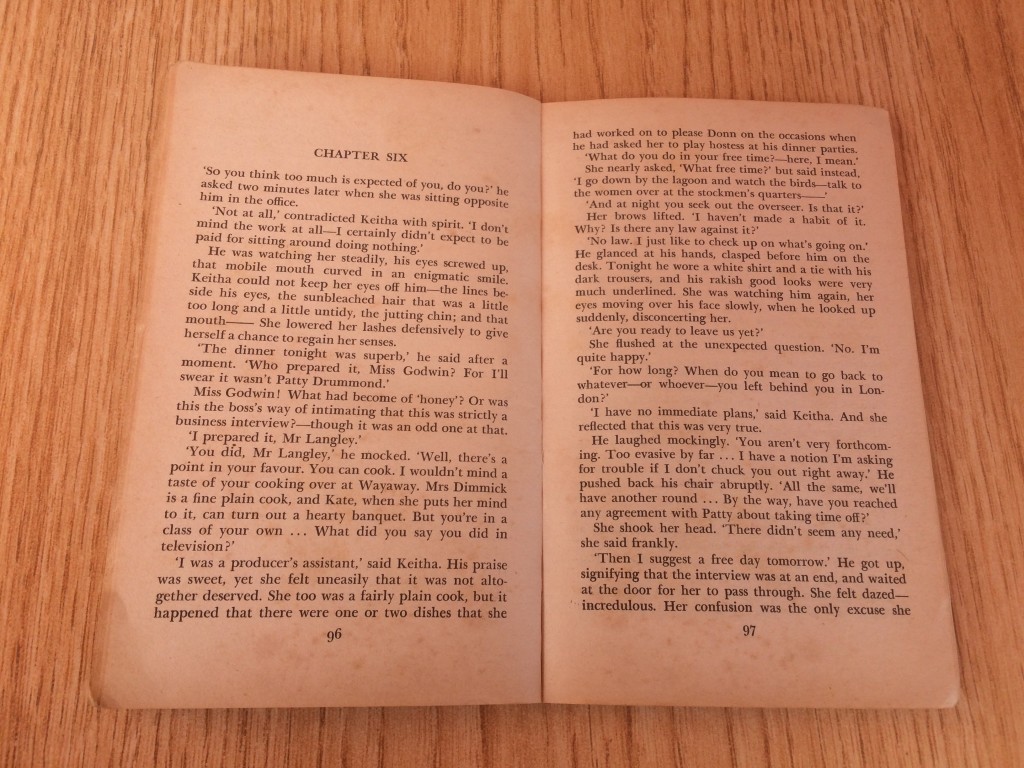 CHAPTER SIX
‘So you think too much is expected of you, do you?’ he
asked two minutes later when she was sitting opposite
him in the office.
‘Not at all,’ contradicted Keitha with spirit. ‘I don’t
mind the work at all—I certainly didn’t expect to be
paid for sitting around doing nothing.’
He was watching her steadily, his eyes screwed up,
that mobile mouth curved in an enigmatic smile.
Keitha could not keep her eyes off him—the lines be-
side his eyes, the sunbleached hair that was a little
too long and a little untidy, the jutting chin; and that
mouth—— She lowered her lashes defensively to give
herself a chance to regain her senses.
‘The dinner tonight was superb,’ he said after a
moment. ‘Who prepared it, Miss Godwin? For I’ll
swear it wasn’t Patty Drummond.’
Miss Godwin! What had become of ‘honey’? Or was
this the boss’s way of intimating that this was strictly a
business interview?—though it was an odd one at that.
‘I prepared it, Mr Langley.’
‘You did, Mr Langley,’ he mocked. ‘Well, there’s a
point in your favour. You can cook. I wouldn’t mind a
taste of your cooking over at Wayaway. Mrs Dimmick
is a fine plain cook, and Kate, when she puts her mind
to it, can turn out a hearty banquet. But you’re in a
class of your own ... What did you say you did in
television?’
‘I was a producer’s assistant,’ said Keitha. His praise
was sweet, yet she felt uneasily that it was not alto-
gether deserved. She too was a fairly plain cook, but it
happened that there were one or two dishes that she
96
had worked on to please Donn on the occasions when
he had asked her to play hostess at his dinner parties.
‘What do you do in your free time?—here, I mean.’
She nearly asked, ‘What free time?’ but said instead,
‘I go down by the lagoon and watch the birds—talk to
the women over at the stockmen’s quarters——’
‘And at night you seek out the overseer. Is that it?’
Her brows lifted. ‘I haven’t made a habit of it.
Why? Is there any law against it?’
‘No law. I just like to check up on what’s going on.’
He glanced at his hands, clasped before him on the
desk. Tonight he wore a white shirt and a tie with his
dark trousers, and his rakish good looks were very
much underlined. She was watching him again, her
eyes moving over his face slowly, when he looked up
suddenly, disconcerting her.
‘Are you ready to leave us yet?’
She flushed at the unexpected question. ‘No. I’m
quite happy.’
‘For how long? When do you mean to go back to
whatever—or whoever—you left behind you in Lon-
don?’
‘I have no immediate plans,’ said Keitha. And she
reflected that this was very true.
He laughed mockingly. ‘You aren’t very forthcom-
ing. Too evasive by far ... I have a notion I’m asking
for trouble if I don’t chuck you out right away.’ He
pushed back his chair abruptly. ‘All the same, we’ll
have another round ... By the way, have you reached
any agreement with Patty about taking time off?’
She shook her head. ‘There didn’t seem any need,’
she said frankly.
‘Then I suggest a free day tomorrow.’ He got up,
signifying that the interview was at an end, and waited
at the door for her to pass through. She felt dazed—
incredulous. Her confusion was the only excuse she
97